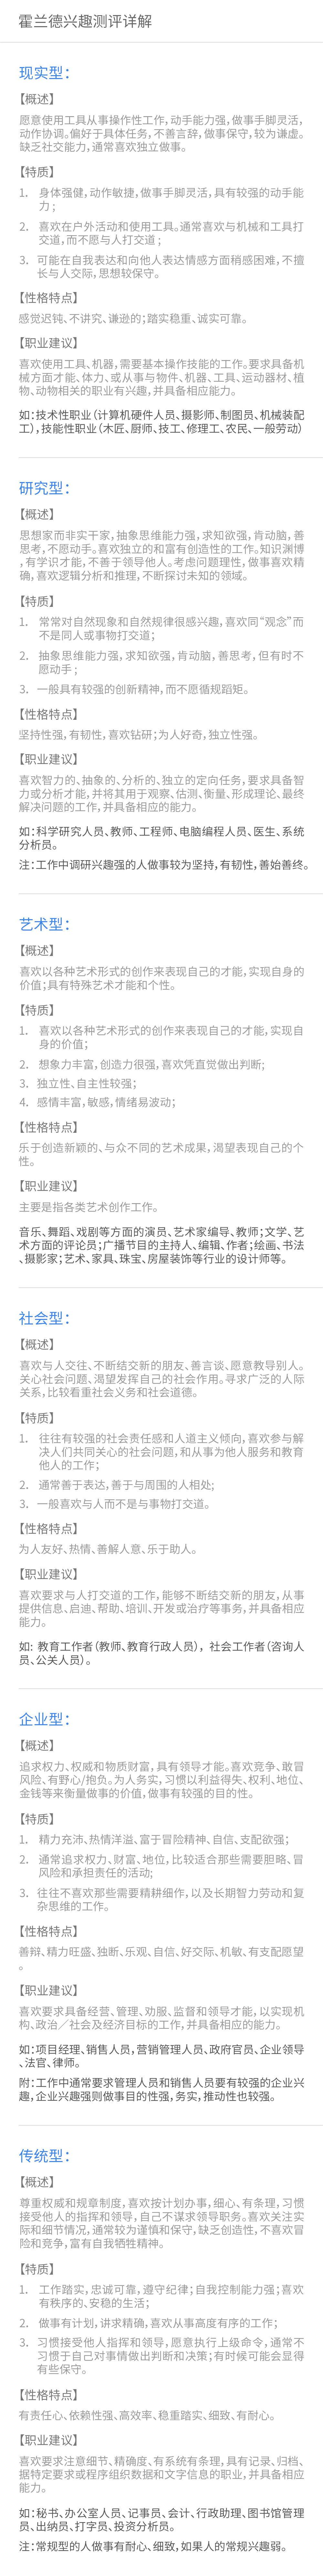 霍兰德兴趣测评详解
现实型：
【概述】
愿意使用工具从事操作性工作，动手能力强，做事手脚灵活，
动作协调。偏好于具体任务，不善言辞，做事保守，较为谦虚。
缺乏社交能力，通常喜欢独立做事。
【特质】
1. 身体强健，动作敏捷，做事手脚灵活，具有较强的动手能
力；
2. 喜欢在户外活动和使用工具。通常喜欢与机械和工具打
交道，而不愿与人打交道；
3. 可能在自我表达和向他人表达情感方面稍感困难，不擅
长与人交际，思想较保守。
【性格特点】
感觉迟钝、不讲究、谦逊的；踏实稳重、诚实可靠。
【职业建议】
喜欢使用工具、机器，需要基本操作技能的工作。要求具备机
械方面才能、体力、或从事与物件、机器、工具、运动器材、植
物、动物相关的职业有兴趣，并具备相应能力。
如：技术性职业（计算机硬件人员、摄影师、制图员、机械装配
工），技能性职业（木匠、厨师、技工、修理工、农民、一般劳动）
研究型：
【概述】
思想家而非实干家，抽象思维能力强，求知欲强，肯动脑，善
思考，不愿动手。喜欢独立的和富有创造性的工作。知识渊博
，有学识才能，不善于领导他人。考虑问题理性，做事喜欢精
确，喜欢逻辑分析和推理，不断探讨未知的领域。
【特质】
1. 常常对自然现象和自然规律很感兴趣，喜欢同“观念”而
不是同人或事物打交道；
2. 抽象思维能力强，求知欲强，肯动脑，善思考，但有时不
愿动手；
3. 一般具有较强的创新精神，而不愿循规蹈矩。
【性格特点】
坚持性强，有韧性，喜欢钻研；为人好奇，独立性强。
【职业建议】
喜欢智力的、抽象的、分析的、独立的定向任务，要求具备智
力或分析才能，并将其用于观察、估测、衡量、形成理论、最终
解决问题的工作，并具备相应的能力。
如：科学研究人员、教师、工程师、电脑编程人员、医生、系统
分析员。
注：工作中调研兴趣强的人做事较为坚持，有韧性，善始善终。
艺术型：
【概述】
喜欢以各种艺术形式的创作来表现自己的才能，实现自身的
价值；具有特殊艺术才能和个性。
【特质】
1. 喜欢以各种艺术形式的创作来表现自己的才能，实现自
身的价值；
2. 想象力丰富，创造力很强，喜欢凭直觉做出判断；
3. 独立性、自主性较强；
4. 感情丰富，敏感，情绪易波动；
【性格特点】
乐于创造新颖的、与众不同的艺术成果，渴望表现自己的个
性。
【职业建议】
主要是指各类艺术创作工作。
音乐、舞蹈、戏剧等方面的演员、艺术家编导、教师；文学、艺
术方面的评论员；广播节目的主持人、编辑、作者；绘画、书法
、摄影家；艺术、家具、珠宝、房屋装饰等行业的设计师等。
社会型：
【概述】
喜欢与人交往、不断结交新的朋友、善言谈、愿意教导别人。
关心社会问题、渴望发挥自己的社会作用。寻求广泛的人际
关系，比较看重社会义务和社会道德。
【特质】
1. 往往有较强的社会责任感和人道主义倾向，喜欢参与解
决人们共同关心的社会问题，和从事为他人服务和教育
他人的工作；
2. 通常善于表达，善于与周围的人相处；
3. 一般喜欢与人而不是与事物打交道。
【性格特点】
为人友好、热情、善解人意、乐于助人。
【职业建议】
喜欢要求与人打交道的工作，能够不断结交新的朋友，从事
提供信息、启迪、帮助、培训、开发或治疗等事务，并具备相应
能力。
如：教育工作者（教师、教育行政人员），社会工作者（咨询人
员、公关人员）。
企业型：
【概述】
追求权力、权威和物质财富，具有领导才能。喜欢竞争、敢冒
风险、有野心/抱负。为人务实，习惯以利益得失、权利、地位、
金钱等来衡量做事的价值，做事有较强的目的性。
【特质】
1. 精力充沛、热情洋溢、富于冒险精神、自信、支配欲强；
2. 通常追求权力、财富、地位，比较适合那些需要胆略、冒
风险和承担责任的活动；
3. 往往不喜欢那些需要精耕细作，以及长期智力劳动和复
杂思维的工作。
【性格特点】
善辩、精力旺盛、独断、乐观、自信、好交际、机敏、有支配愿望
。
【职业建议】
喜欢要求具备经营、管理、劝服、监督和领导才能，以实现机
构、政治／社会及经济目标的工作，并具备相应的能力。
如：项目经理、销售人员，营销管理人员、政府官员、企业领导
、法官、律师。
附：工作中通常要求管理人员和销售人员要有较强的企业兴
趣，企业兴趣强则做事目的性强，务实，推动性也较强。
传统型：
【概述】
尊重权威和规章制度，喜欢按计划办事，细心、有条理，习惯
接受他人的指挥和领导，自己不谋求领导职务。喜欢关注实
际和细节情况，通常较为谨慎和保守，缺乏创造性，不喜欢冒
险和竞争，富有自我牺牲精神。
【特质】
1. 工作踏实，忠诚可靠，遵守纪律；自我控制能力强；喜欢
有秩序的、安稳的生活；
2. 做事有计划，讲求精确，喜欢从事高度有序的工作；
3. 习惯接受他人指挥和领导，愿意执行上级命令，通常不
习惯于自己对事情做出判断和决策；有时候可能会显得
有些保守。
【性格特点】
有责任心、依赖性强、高效率、稳重踏实、细致、有耐心。
【职业建议】
喜欢要求注意细节、精确度、有系统有条理，具有记录、归档、
据特定要求或程序组织数据和文字信息的职业，并具备相应
能力。
如：秘书、办公室人员、记事员、会计、行政助理、图书馆管理
员、出纳员、打字员、投资分析员。
注：常规型的人做事有耐心、细致，如果人的常规兴趣弱。